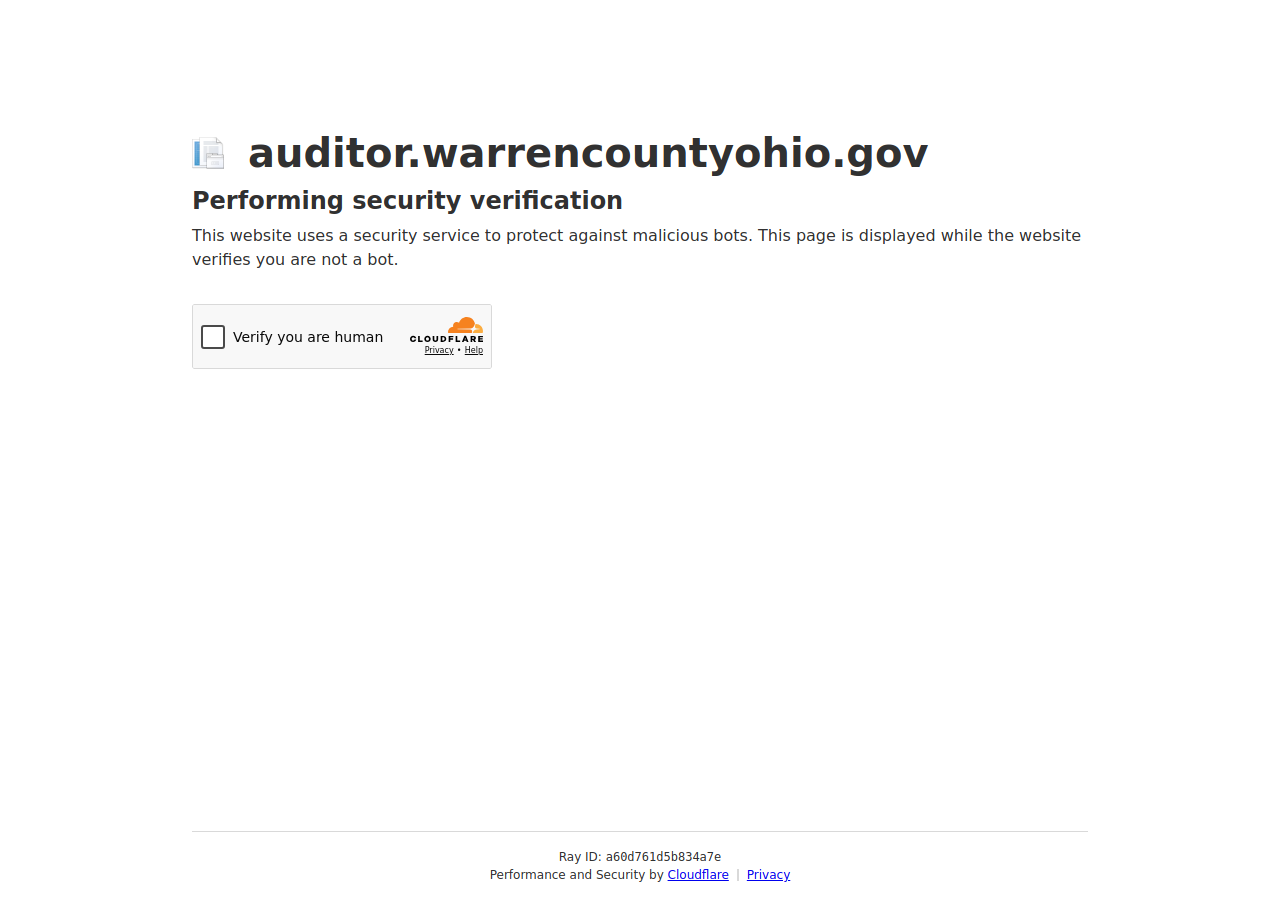 auditor.warrencountyohio.gov
Performing security verification
This website uses a security service to protect against malicious bots. This page is displayed while the website
verifies you are not a bot.
Verify you are human
CLOUDFLARE
Privacy • Help
Ray ID: a60d761d5b834a7e
Performance and Security by Cloudflare | Privacy